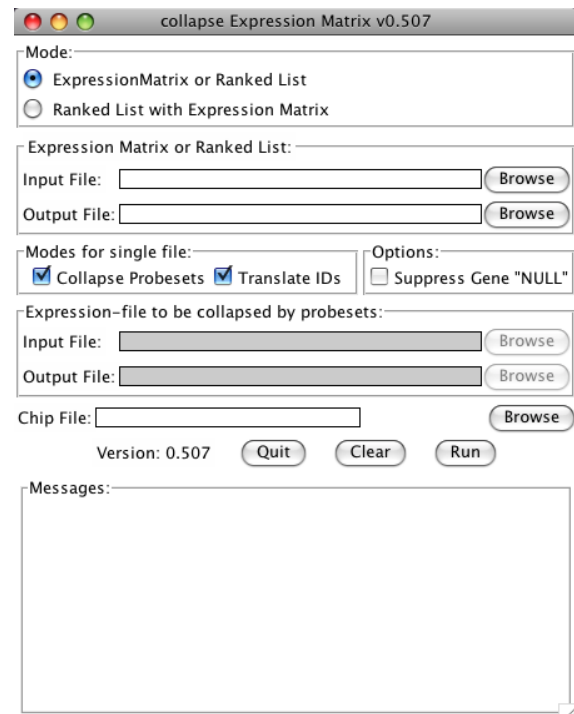 collapse Expression Matrix v0.507
Mode:
ExpressionMatrix or Ranked List
Ranked List with Expression Matrix
Expression Matrix or Ranked List:
Input File: Browse
Output File: Browse
Modes for single file: Options:
Collapse Probesets Translate IDs Suppress Gene "NULL"
Expression-file to be collapsed by probesets:
Input File: Browse
Output File: Browse
Chip File: Browse
Version: 0.507 Quit Clear Run
Messages: